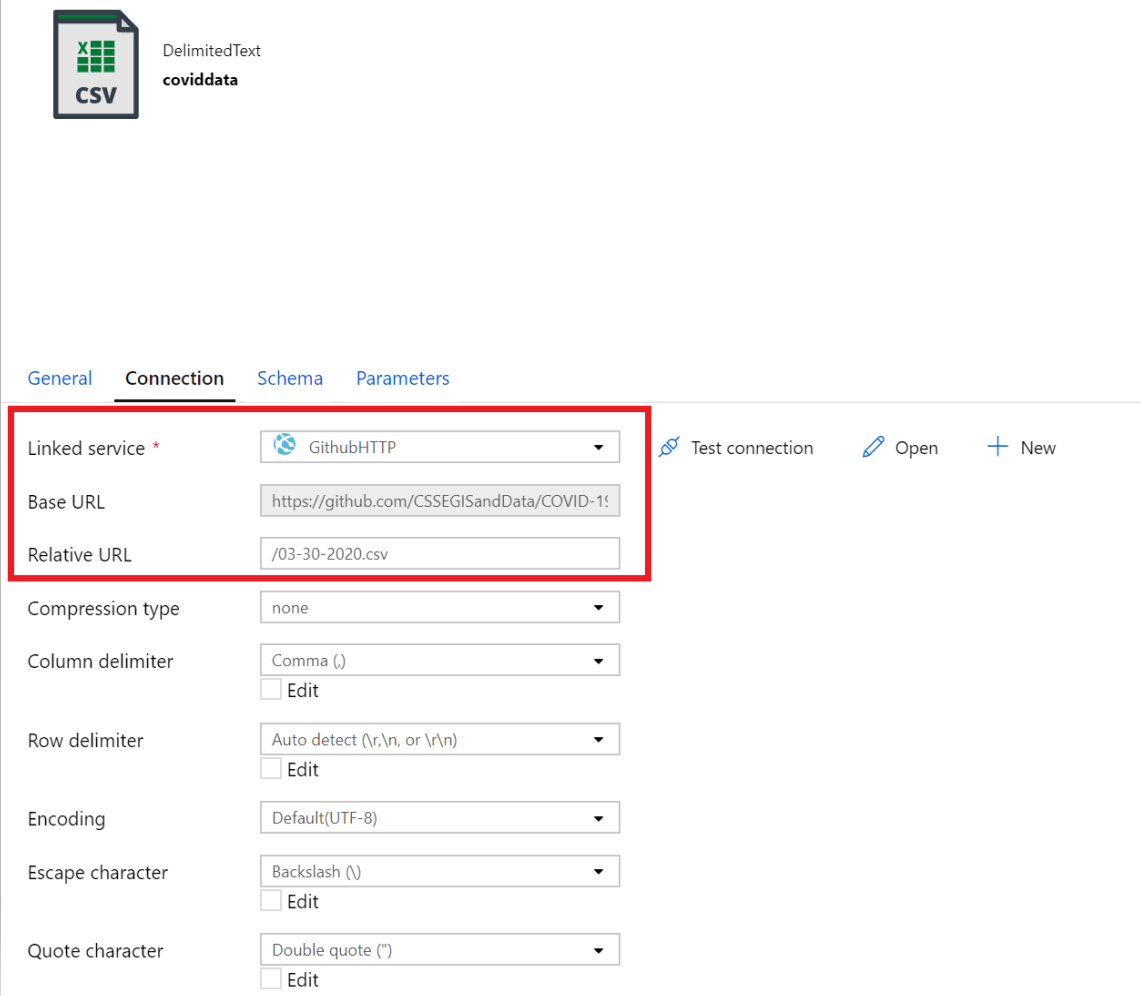 X
CSV
DelimitedText
coviddata
General Connection Schema Parameters
Linked service * GithubHTTP Test connection Open New
Base URL https://github.com/CSSEGISandData/COVID-19
Relative URL /03-30-2020.csv
Compression type none
Column delimiter Comma (,)
Edit
Row delimiter Auto detect (\r,\n, or \r\n)
Edit
Encoding Default(UTF-8)
Escape character Backslash (\)
Edit
Quote character Double quote (")
Edit